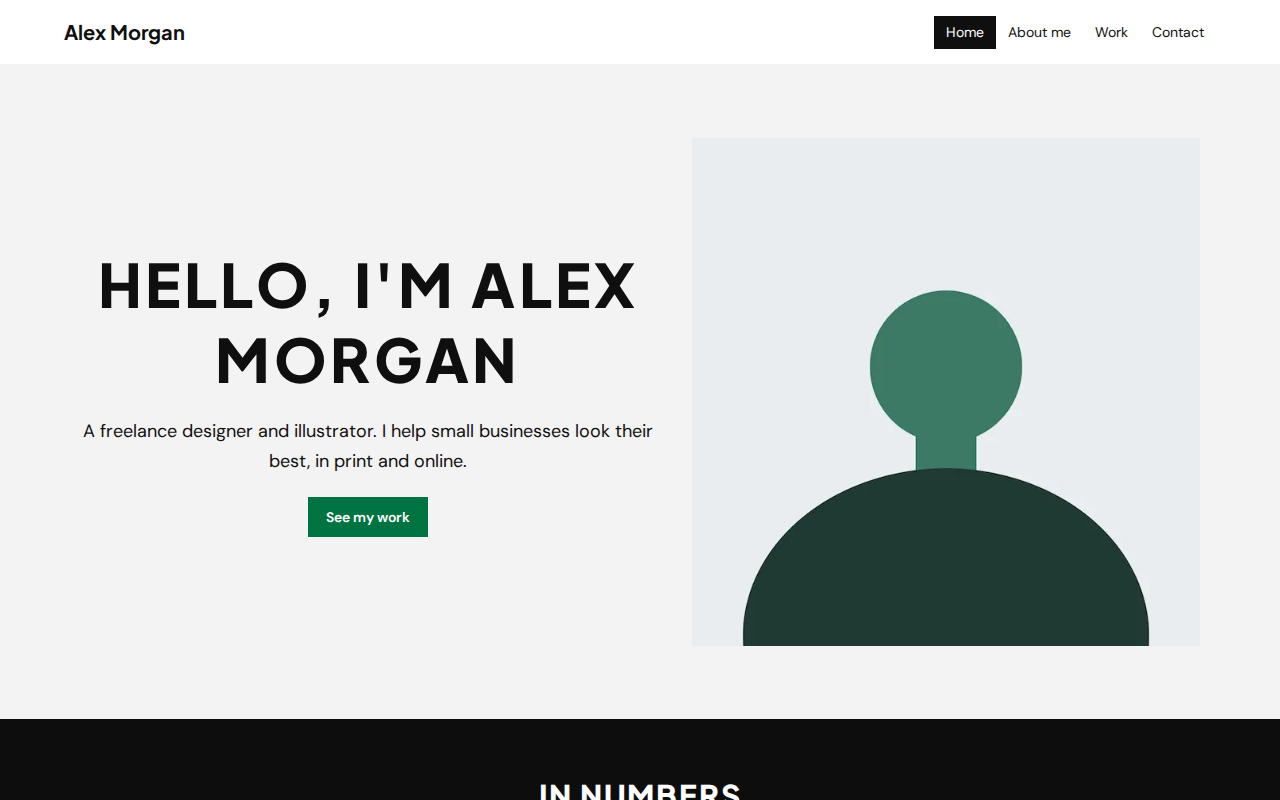 Alex Morgan
Home
About me
Work
Contact
HELLO, I'M ALEX
MORGAN
A freelance designer and illustrator. I help small businesses look their
best, in print and online.
See my work
IN NUMBERS